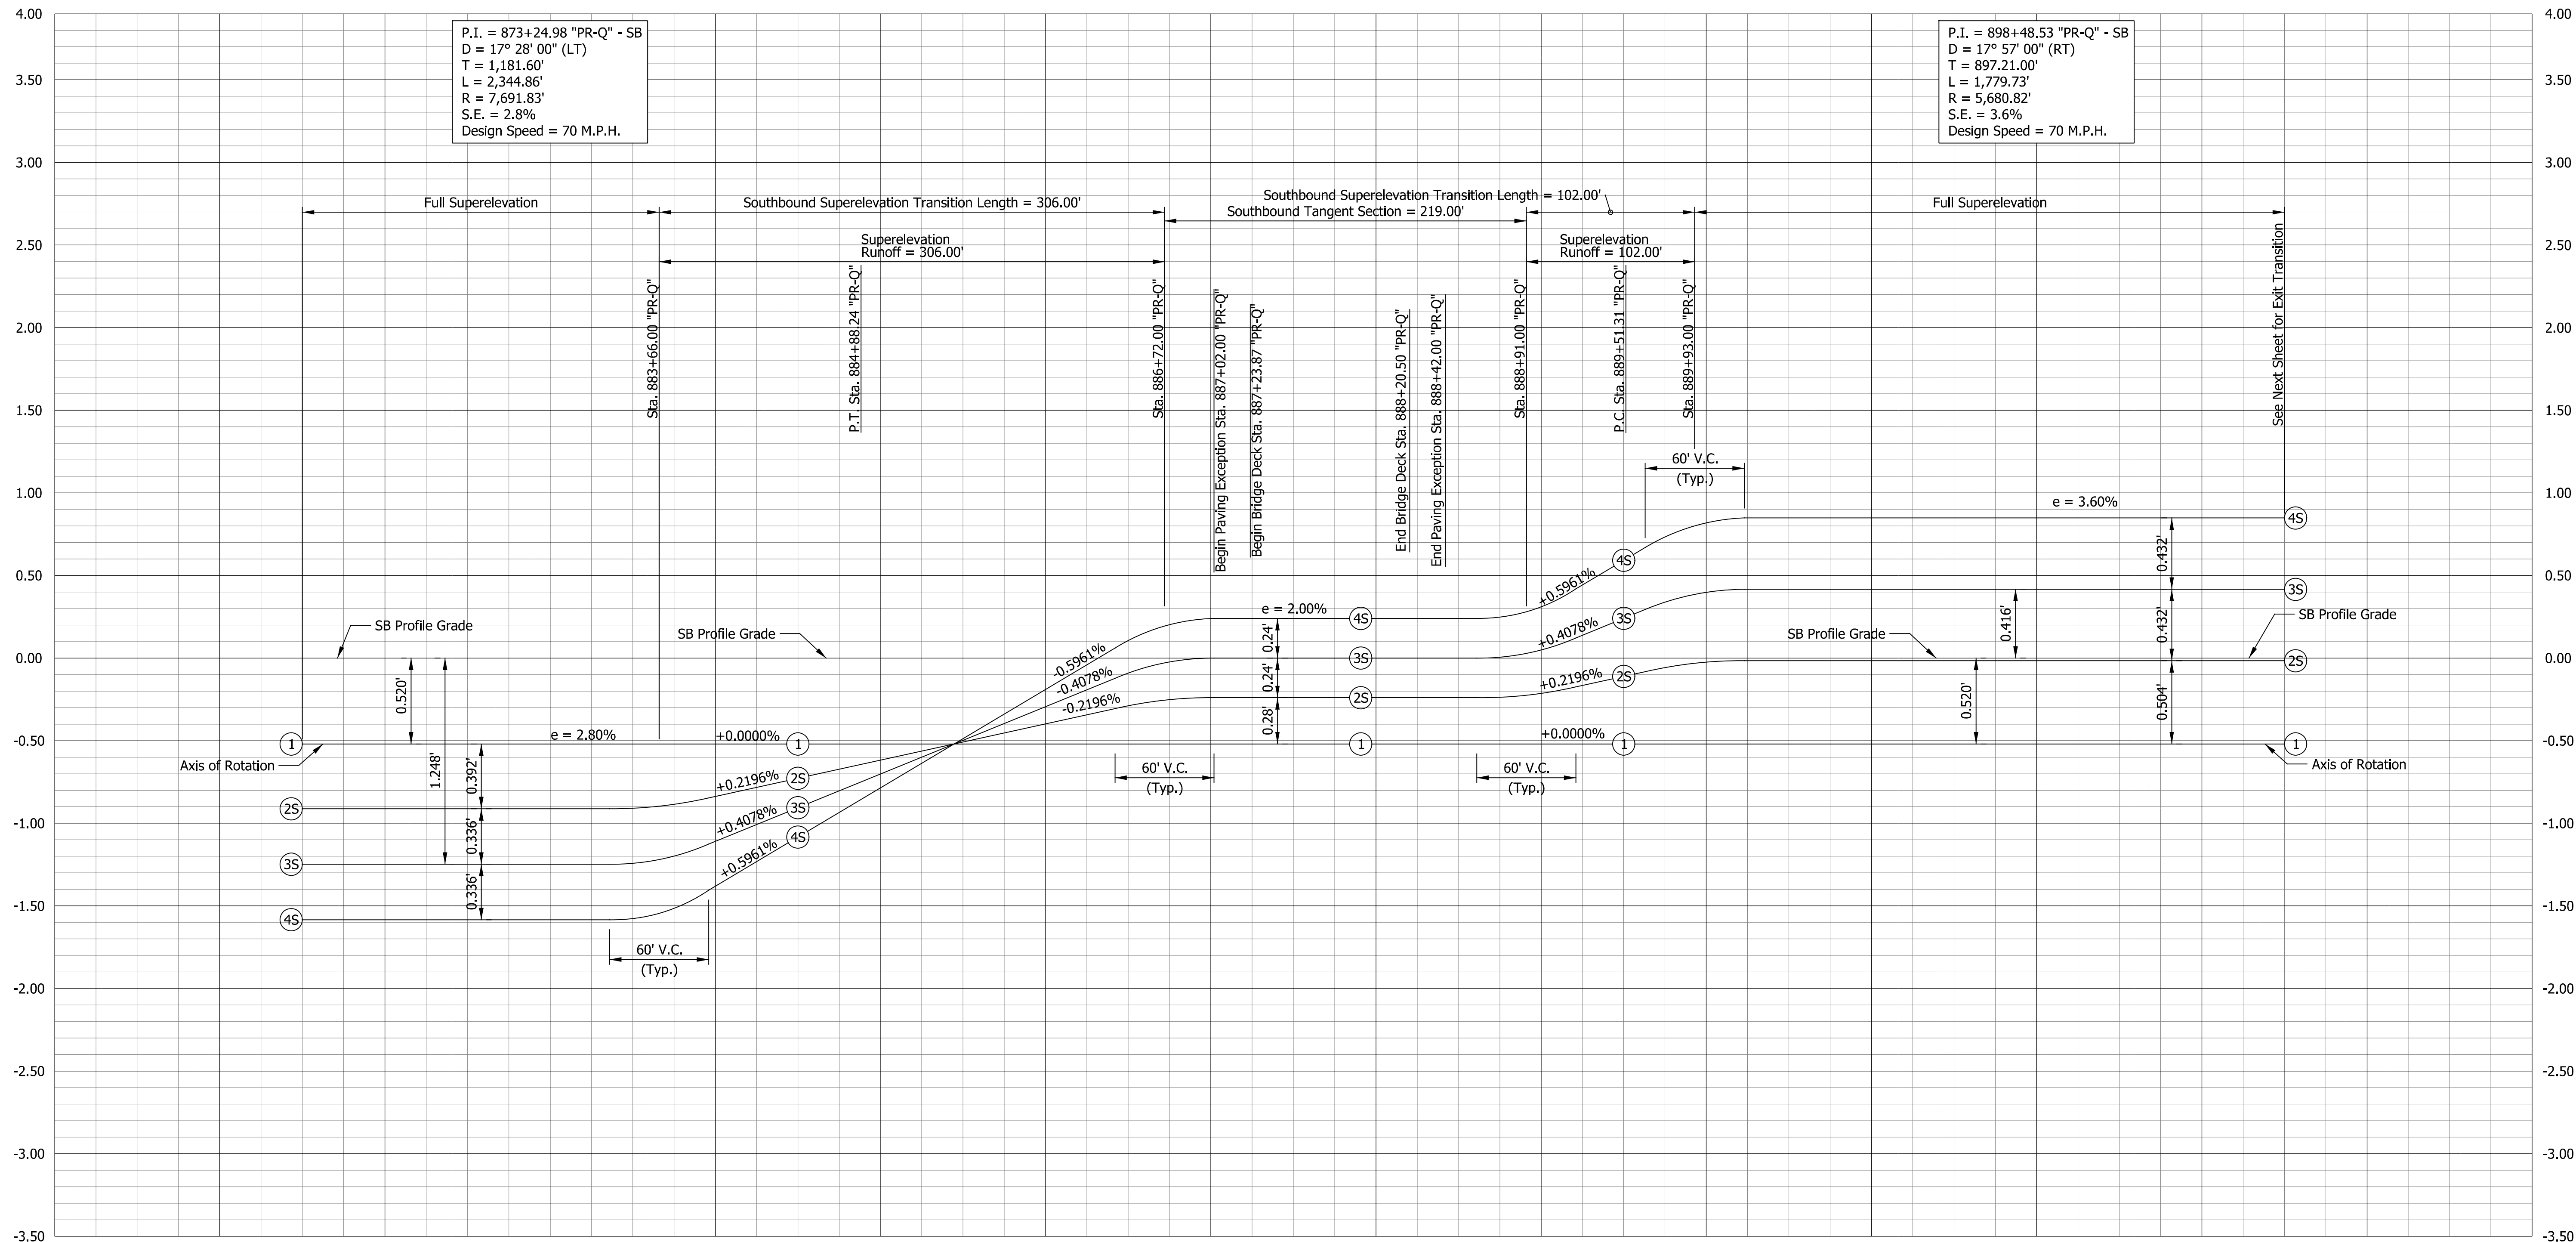 4.00
3.50
3.00
2.50
2.00
1.50
1.00
0.50
0.00
-0.50
-1.00
-1.50
-2.00
-2.50
-3.00
-3.50
P.I. = 873+24.98 "PR-Q" - SB
D = 17° 28' 00" (LT)
T = 1,181.60'
L = 2,344.86'
R = 7,691.83'
S.E. = 2.8%
Design Speed = 70 M.P.H.
P.I. = 898+48.53 "PR-Q" - SB
D = 17° 57' 00" (RT)
T = 897.21.00'
L = 1,779.73'
R = 5,680.82'
S.E. = 3.6%
Design Speed = 70 M.P.H.
Full Superelevation
Southbound Superelevation Transition Length = 306.00'
Southbound Superelevation Transition Length = 102.00'
Southbound Tangent Section = 219.00'
Full Superelevation
Superelevation
Runoff = 306.00'
Superelevation
Runoff = 102.00'
Sta. 883+66.00 "PR-Q"
P.T. Sta. 884+88.24 "PR-Q"
Sta. 886+72.00 "PR-Q"
Begin Paving Exception Sta. 887+02.00 "PR-Q"
Begin Bridge Deck Sta. 887+23.87 "PR-Q"
End Bridge Deck Sta. 888+20.50 "PR-Q"
End Paving Exception Sta. 888+42.00 "PR-Q"
Sta. 888+91.00 "PR-Q"
P.C. Sta. 889+51.31 "PR-Q"
Sta. 889+93.00 "PR-Q"
See Next Sheet for Exit Transition
60' V.C.
(Typ.)
e = 3.60%
4S
0.432'
+0.5961%
4S
3S
0.432'
0.416'
SB Profile Grade
SB Profile Grade
SB Profile Grade
SB Profile Grade
e = 2.00%
4S
0.24'
3S
+0.4078%
3S
2S
-0.5961%
-0.4078%
-0.2196%
0.24'
2S
+0.2196%
2S
0.28'
0.520'
0.504'
0.520'
1
e = 2.80%
+0.0000%
1
1
+0.0000%
1
1
Axis of Rotation
Axis of Rotation
1.248'
0.392'
+0.2196%
2S
60' V.C.
(Typ.)
60' V.C.
(Typ.)
2S
0.336'
+0.4078%
3S
4S
3S
0.336'
+0.5961%
4S
60' V.C.
(Typ.)
4.00
3.50
3.00
2.50
2.00
1.50
1.00
0.50
0.00
-0.50
-1.00
-1.50
-2.00
-2.50
-3.00
-3.50